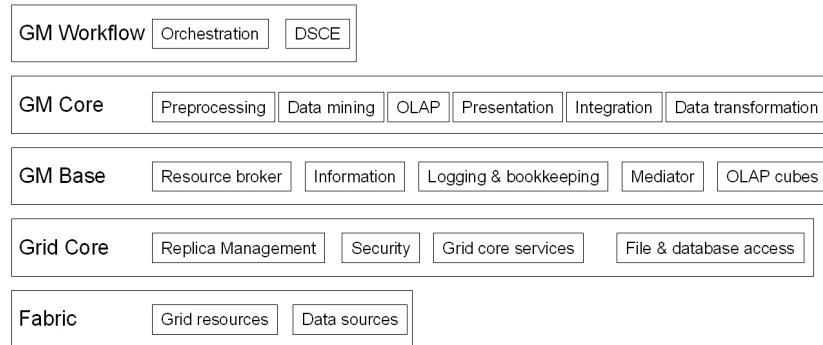 GM Workflow Orchestration DSCE
GM Core Preprocessing Data mining OLAP Presentation Integration Data transformation
GM Base Resource broker Information Logging & bookkeeping Mediator OLAP cubes
Grid Core Replica Management Security Grid core services File & database access
Fabric Grid resources Data sources